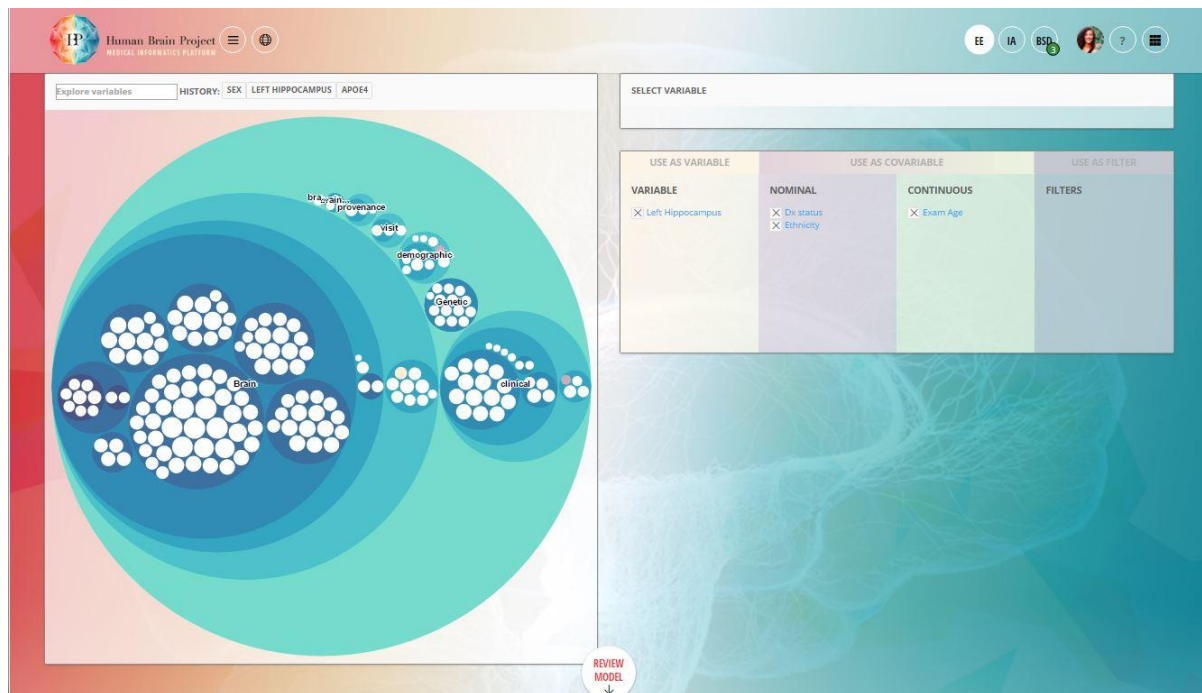 HP
Human Brain Project
MEDICAL INFORMATICS PLATFORM
EE
IA
BSD
3
?
Explore variables
HISTORY: SEX LEFT HIPPOCAMPUS APOE4
SELECT VARIABLE
USE AS VARIABLE USE AS COVARIABLE USE AS FILTER
VARIABLE NOMINAL CONTINUOUS FILTERS
Left Hippocampus Dx status Exam Age
Ethnicity
provenance
visit
demographic
Genetic
Brain
clinical
REVIEW
MODEL